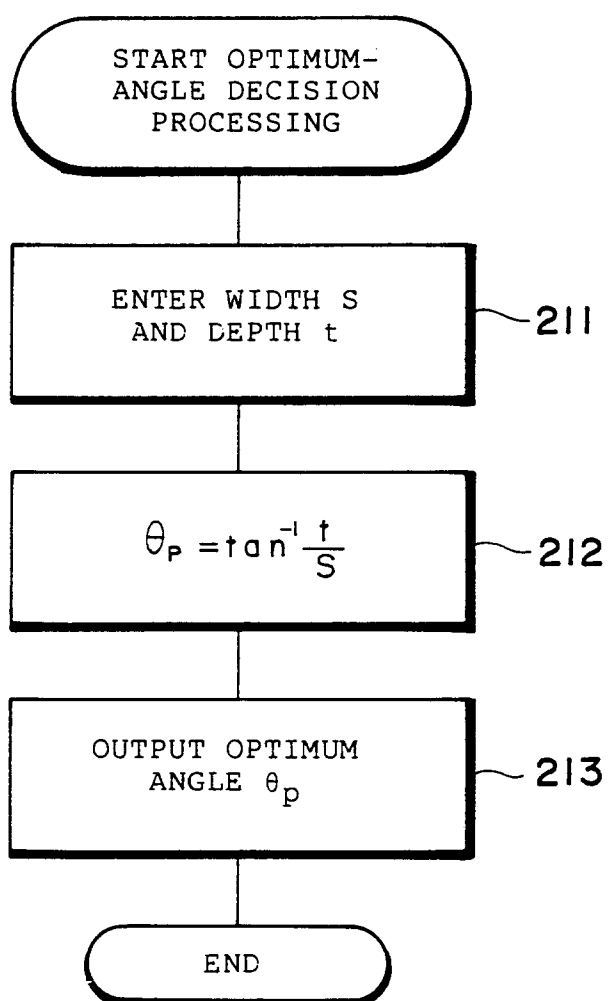 START OPTIMUM-
ANGLE DECISION
PROCESSING
ENTER WIDTH S
AND DEPTH t
211
θP = tan⁻¹ t/S
212
OUTPUT OPTIMUM
ANGLE θp
213
END